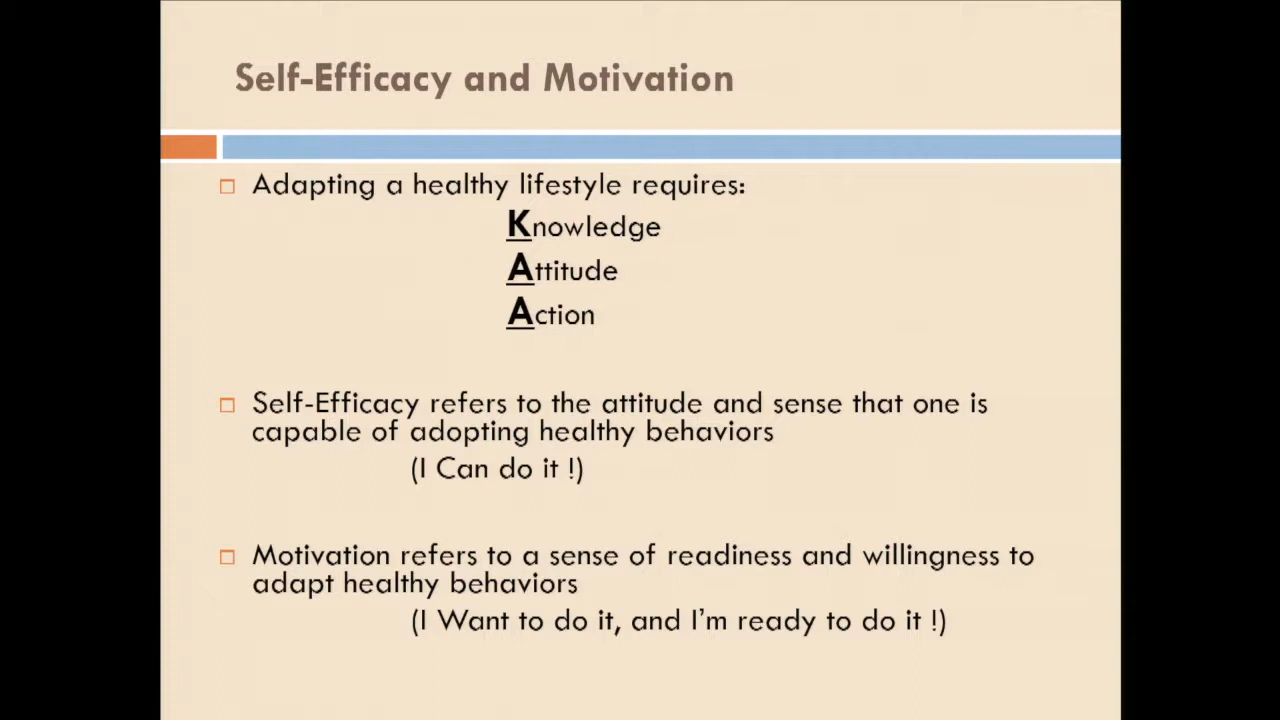 Self-Efficacy and Motivation
Adapting a healthy lifestyle requires:
Knowledge
Attitude
Action
Self-Efficacy refers to the attitude and sense that one is
capable of adopting healthy behaviors
(I Can do it !)
Motivation refers to a sense of readiness and willingness to
adapt healthy behaviors
(I Want to do it, and I'm ready to do it !)